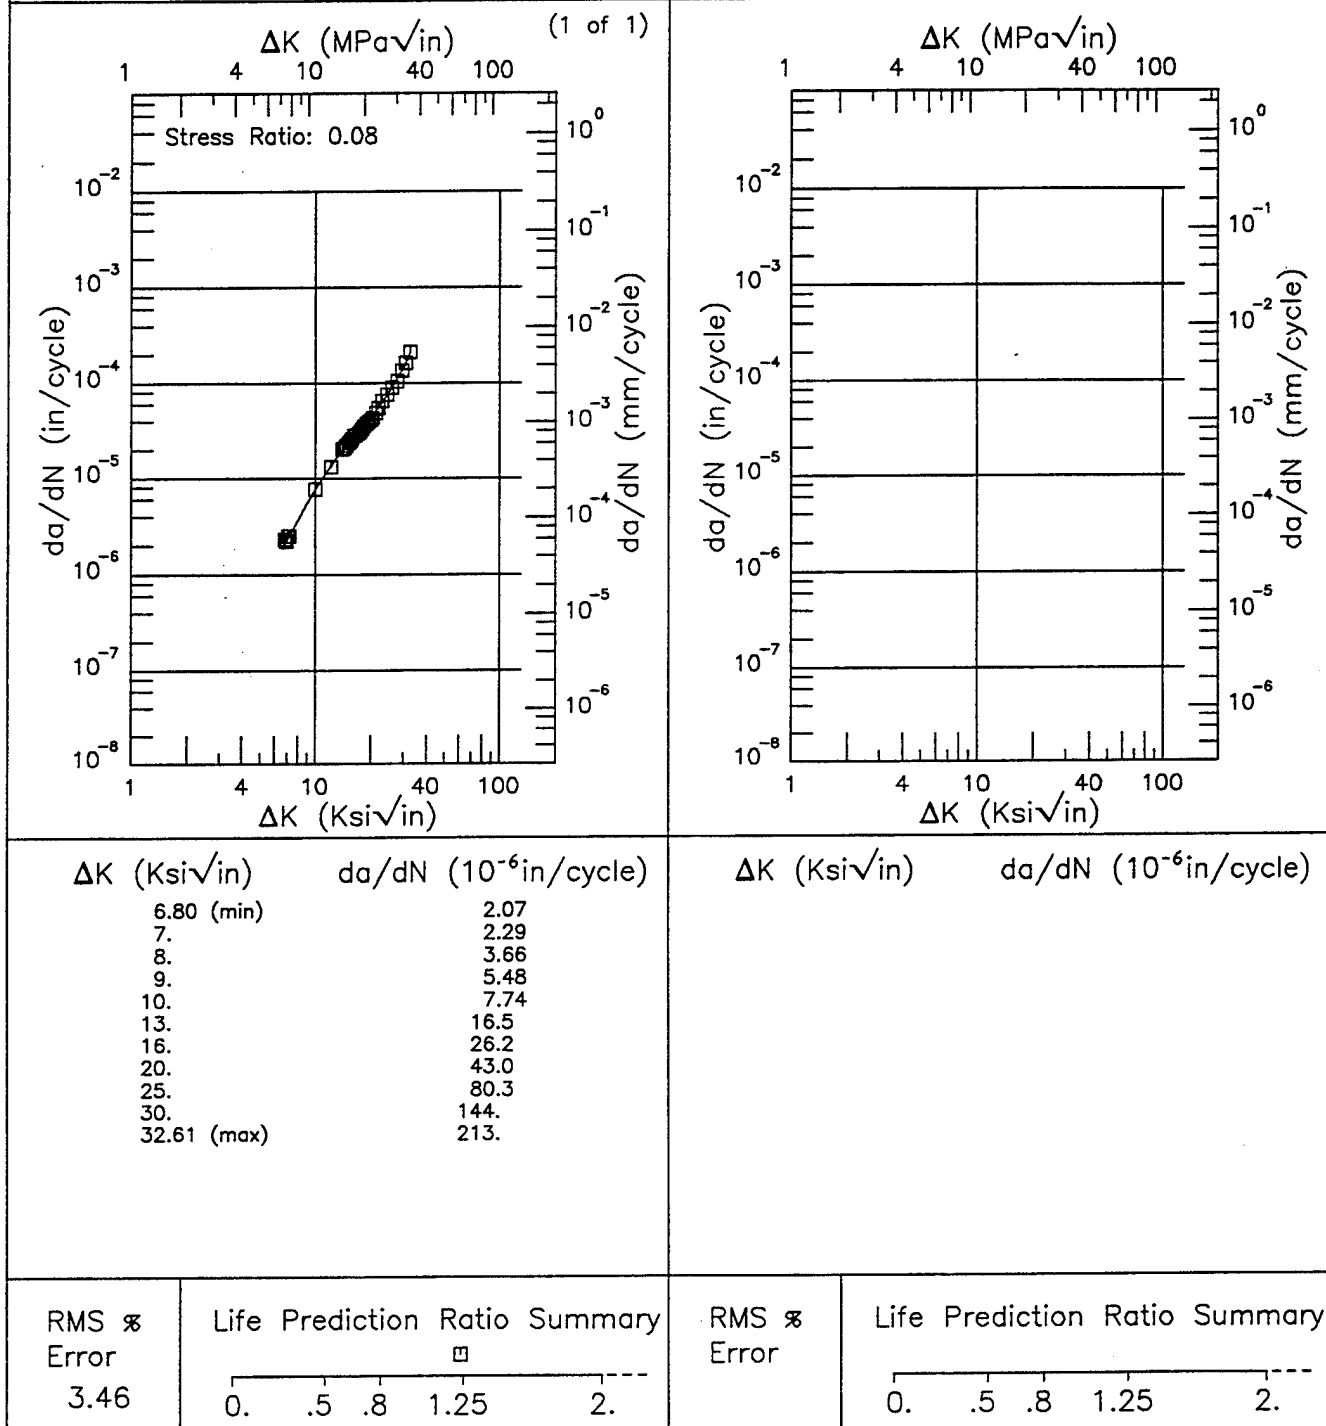 (1 of 1)
ΔK (MPa√in)
1 4 10 40 100
Stress Ratio: 0.08
10⁰
10⁻¹
10⁻²
10⁻³
10⁻⁴
10⁻⁵
10⁻⁶
da/dN (mm/cycle)
10⁻²
10⁻³
10⁻⁴
10⁻⁵
10⁻⁶
10⁻⁷
10⁻⁸
da/dN (in/cycle)
1 4 10 40 100
ΔK (Ksi√in)
ΔK (MPa√in)
1 4 10 40 100
10⁰
10⁻¹
10⁻²
10⁻³
10⁻⁴
10⁻⁵
10⁻⁶
da/dN (mm/cycle)
10⁻²
10⁻³
10⁻⁴
10⁻⁵
10⁻⁶
10⁻⁷
10⁻⁸
da/dN (in/cycle)
1 4 10 40 100
ΔK (Ksi√in)
ΔK (Ksi√in) da/dN (10⁻⁶in/cycle)
6.80 (min) 2.07
7. 2.29
8. 3.66
9. 5.48
10. 7.74
13. 16.5
16. 26.2
20. 43.0
25. 80.3
30. 144.
32.61 (max) 213.
ΔK (Ksi√in) da/dN (10⁻⁶in/cycle)
RMS %
Error
3.46
Life Prediction Ratio Summary
0. .5 .8 1.25 2.
RMS %
Error
Life Prediction Ratio Summary
0. .5 .8 1.25 2.